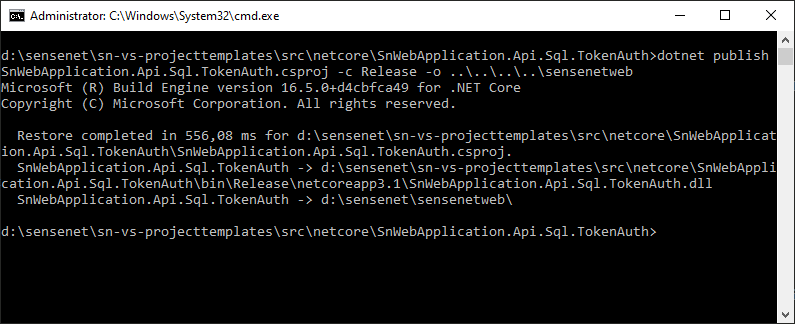 Administrator: C:\Windows\System32\cmd.exe
d:\sensenet\sn-vs-projecttemplates\src\netcore\SnWebApplication.Api.Sql.TokenAuth>dotnet publish
SnWebApplication.Api.Sql.TokenAuth.csproj -c Release -o ..\..\..\..\sensenetweb
Microsoft (R) Build Engine version 16.5.0+d4cbfca49 for .NET Core
Copyright (C) Microsoft Corporation. All rights reserved.
Restore completed in 556,08 ms for d:\sensenet\sn-vs-projecttemplates\src\netcore\SnWebApplicat
ion.Api.Sql.TokenAuth\SnWebApplication.Api.Sql.TokenAuth.csproj.
SnWebApplication.Api.Sql.TokenAuth -> d:\sensenet\sn-vs-projecttemplates\src\netcore\SnWebAppli
cation.Api.Sql.TokenAuth\bin\Release\netcoreapp3.1\SnWebApplication.Api.Sql.TokenAuth.dll
SnWebApplication.Api.Sql.TokenAuth -> d:\sensenet\sensenetweb\
d:\sensenet\sn-vs-projecttemplates\src\netcore\SnWebApplication.Api.Sql.TokenAuth>